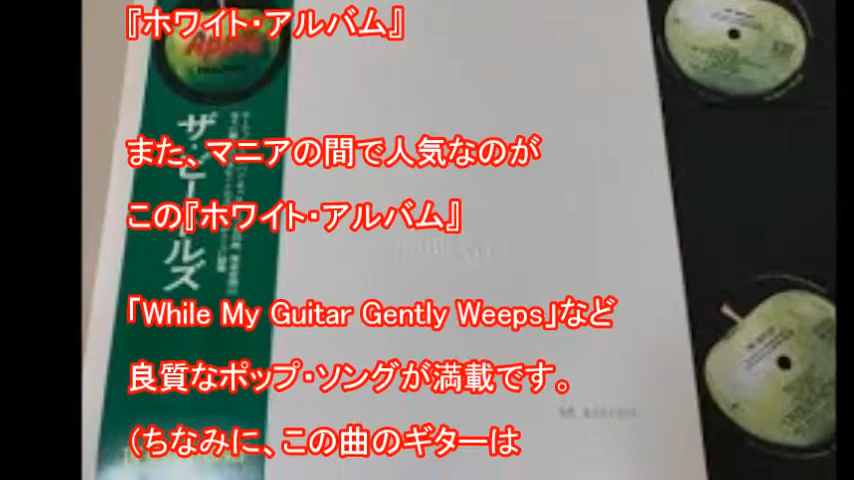 『ホワイト・アルバム』
また、マニアの間で人気なのが
この『ホワイト・アルバム』
「While My Guitar Gently Weeps」など
良質なポップ・ソングが満載です。
(ちなみに、この曲のギターは
Apple
ザ・ビートルズ